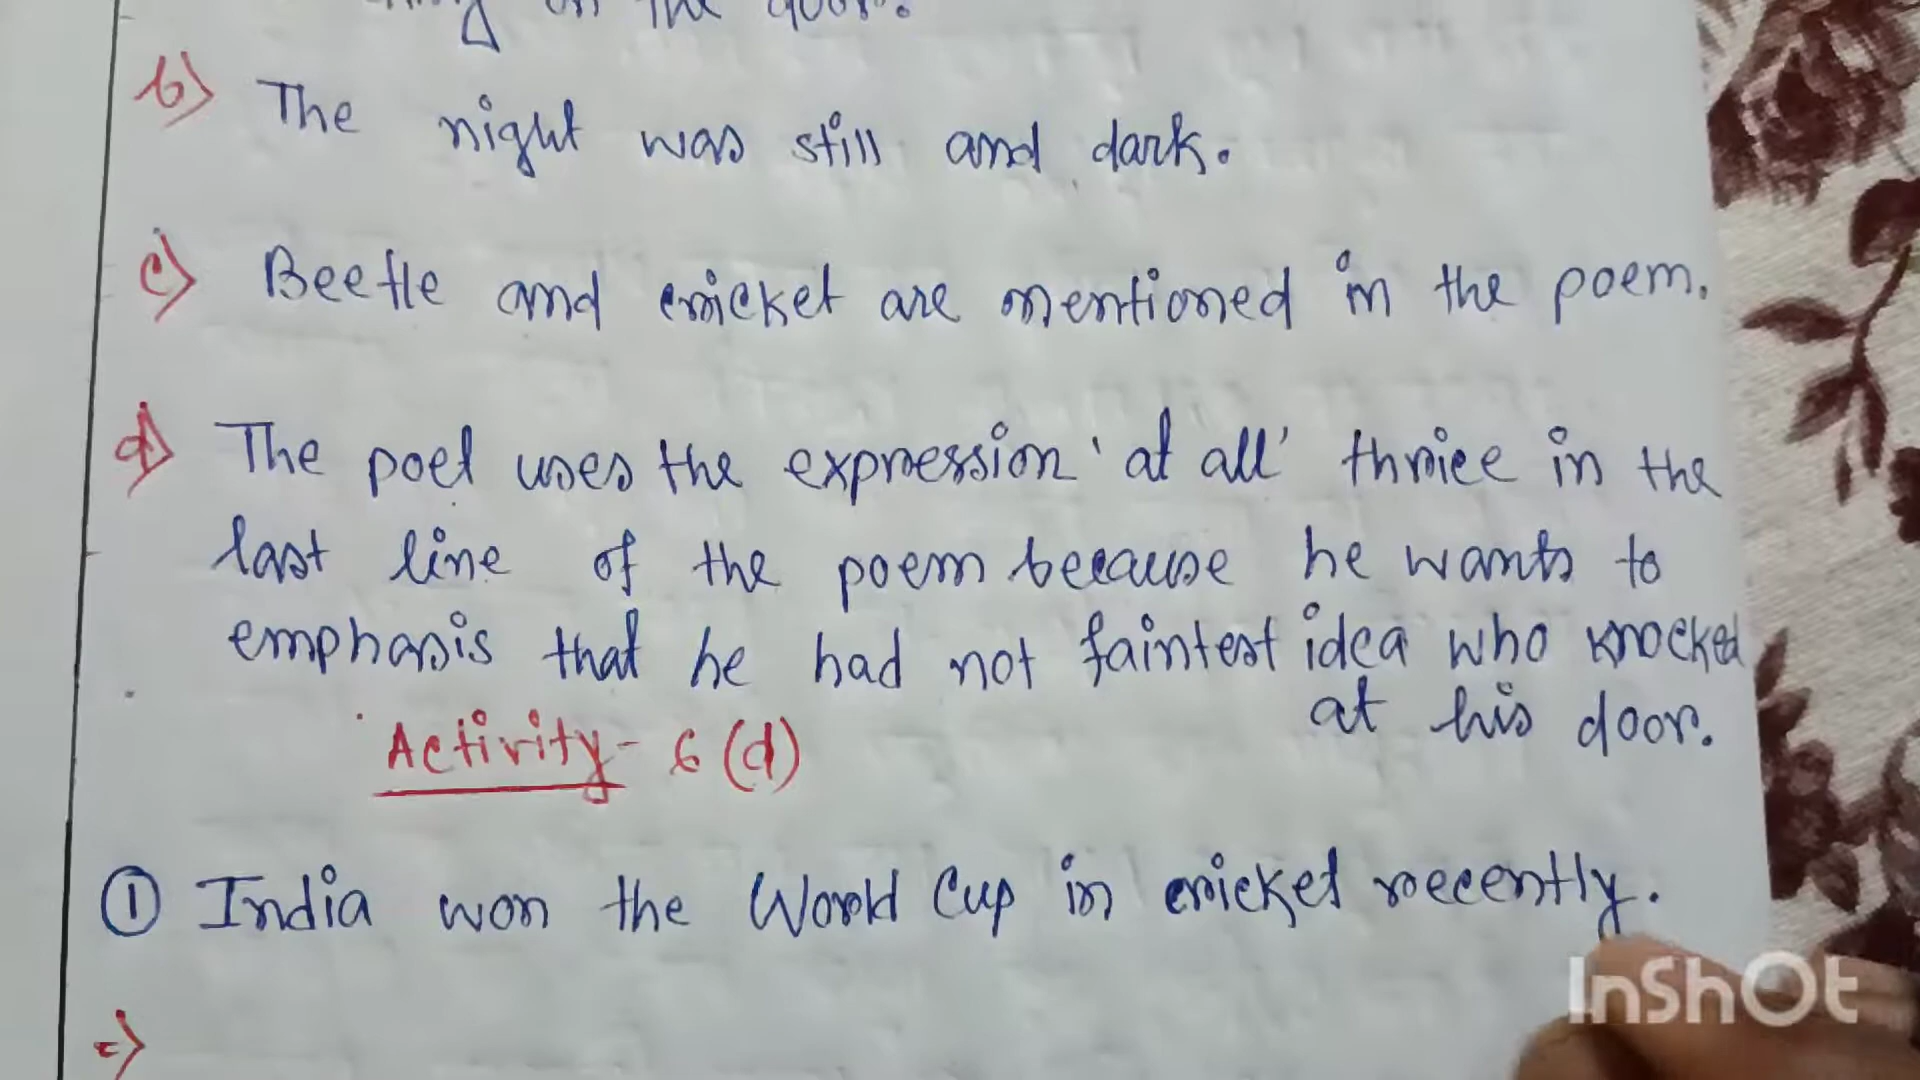 on the door.
b) The night was still and dark.
c) Beetle and cricket are mentioned in the poem.
d) The poet uses the expression 'at all' thrice in the
last line of the poem because he wants to
emphasis that he had not faintest idea who knocked
at his door.
Activity - 6 (d)
① India won the World Cup in cricket recently.
InShOt